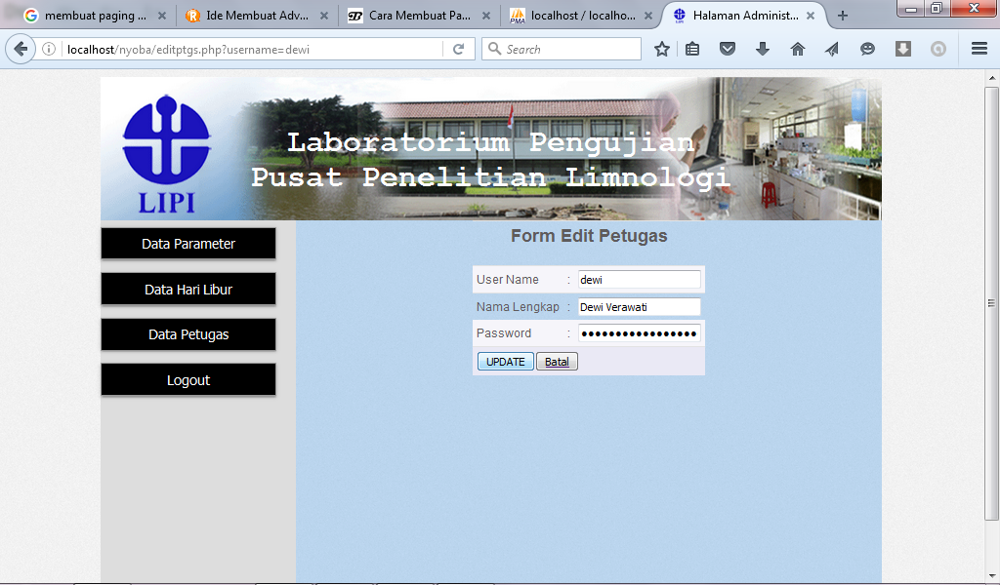 membuat paging ...
Ide Membuat Adv...
Cara Membuat Pa...
localhost / localho...
Halaman Administ...
localhost/nyoba/editptgs.php?username=dewi
Search
Laboratorium Pengujian
Pusat Penelitian Limnologi
LIPI
Data Parameter
Data Hari Libur
Data Petugas
Logout
Form Edit Petugas
User Name : dewi
Nama Lengkap : Dewi Verawati
Password : •••••••••••••••••
UPDATE Batal